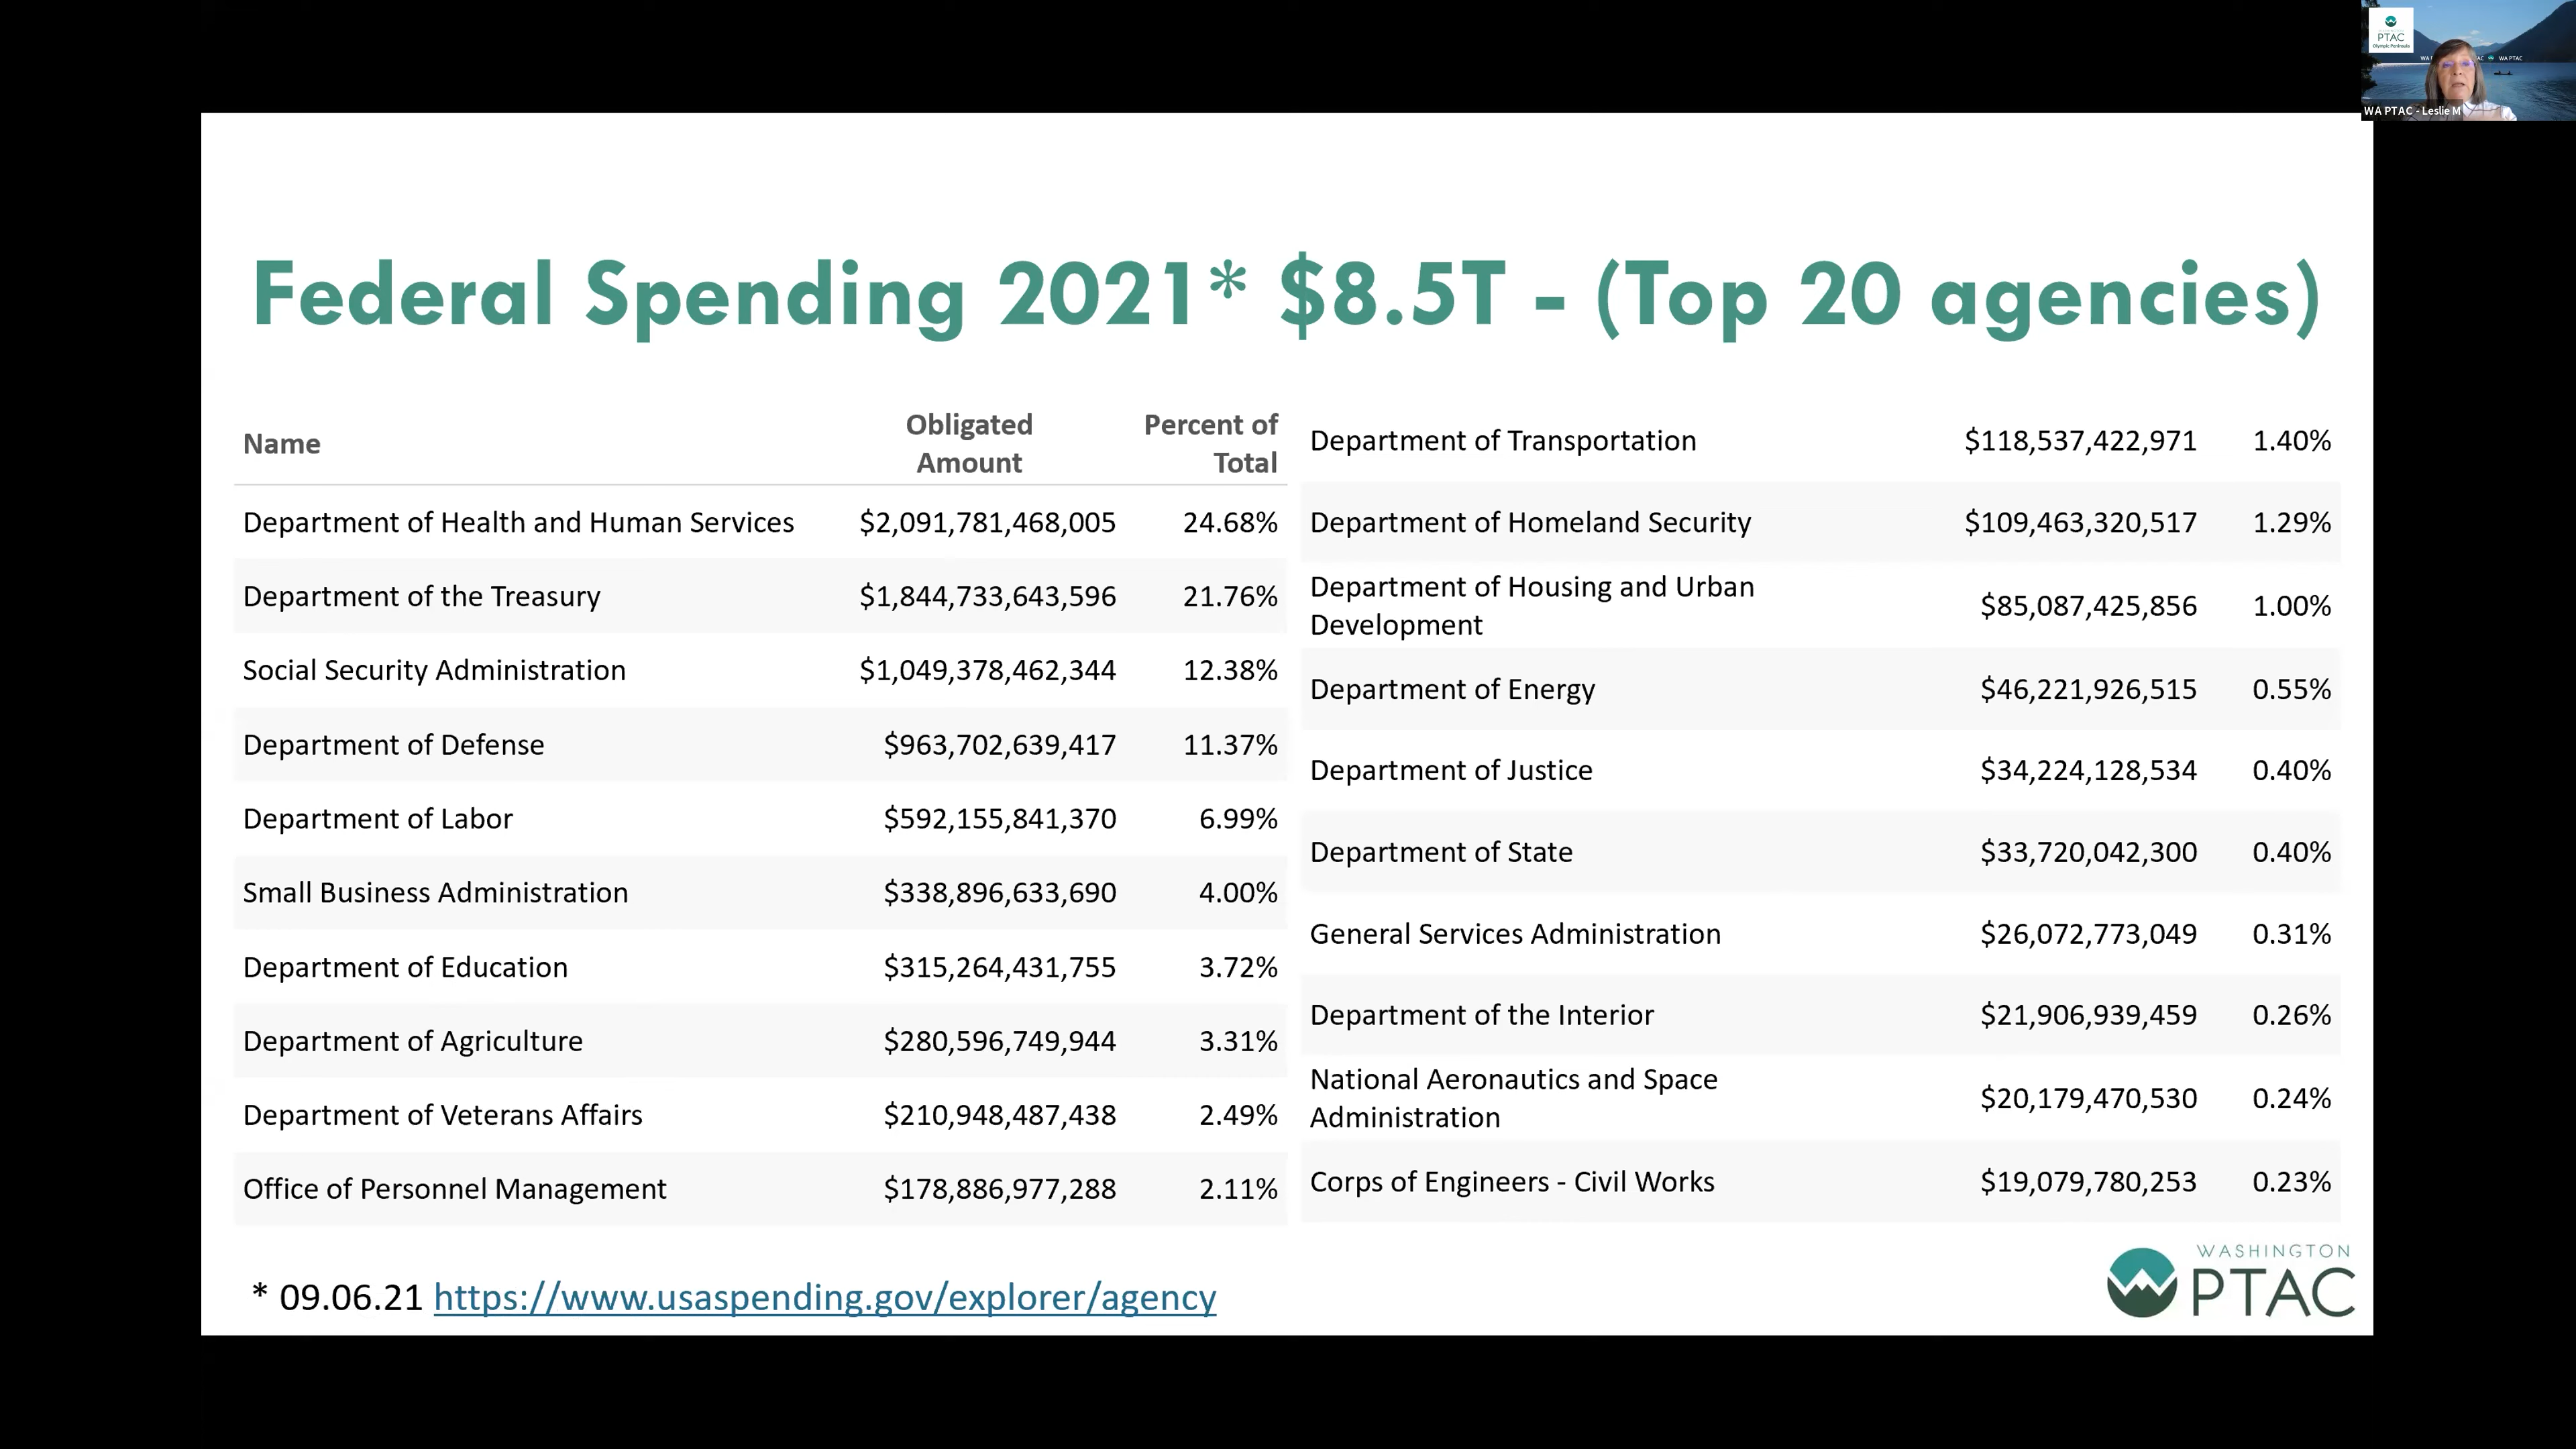 PTAC
Olympic Peninsula
WA PTAC
WA PTAC - Leslie M
Federal Spending 2021* $8.5T - (Top 20 agencies)
Name Obligated Amount Percent of Total
Department of Health and Human Services $2,091,781,468,005 24.68%
Department of the Treasury $1,844,733,643,596 21.76%
Social Security Administration $1,049,378,462,344 12.38%
Department of Defense $963,702,639,417 11.37%
Department of Labor $592,155,841,370 6.99%
Small Business Administration $338,896,633,690 4.00%
Department of Education $315,264,431,755 3.72%
Department of Agriculture $280,596,749,944 3.31%
Department of Veterans Affairs $210,948,487,438 2.49%
Office of Personnel Management $178,886,977,288 2.11%
Department of Transportation $118,537,422,971 1.40%
Department of Homeland Security $109,463,320,517 1.29%
Department of Housing and Urban
Development $85,087,425,856 1.00%
Department of Energy $46,221,926,515 0.55%
Department of Justice $34,224,128,534 0.40%
Department of State $33,720,042,300 0.40%
General Services Administration $26,072,773,049 0.31%
Department of the Interior $21,906,939,459 0.26%
National Aeronautics and Space
Administration $20,179,470,530 0.24%
Corps of Engineers - Civil Works $19,079,780,253 0.23%
* 09.06.21 https://www.usaspending.gov/explorer/agency
WASHINGTON
PTAC